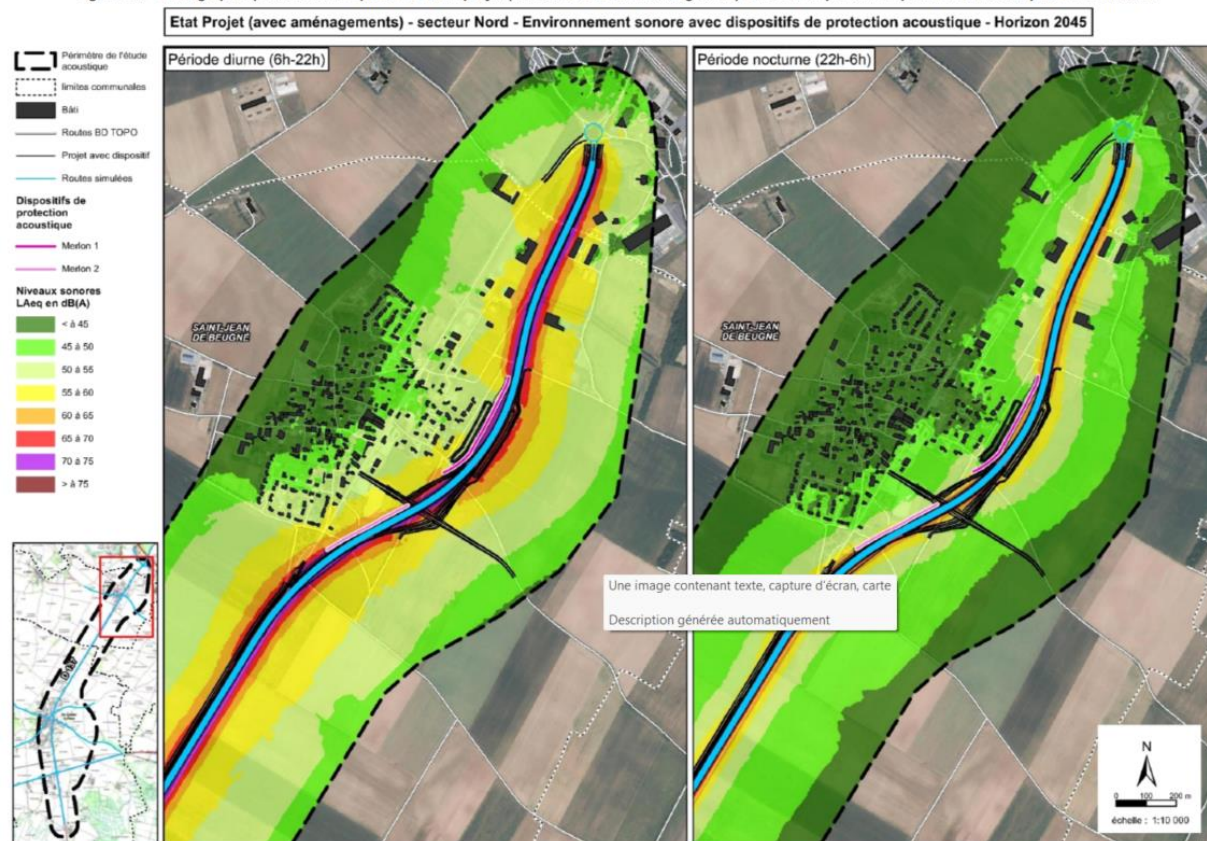 Etat Projet (avec aménagements) - secteur Nord - Environnement sonore avec dispositifs de protection acoustique - Horizon 2045
Périmètre de l'étude
acoustique
limites communales
Bâti
Routes BD TOPO
Projet avec dispositif
Routes simulées
Dispositifs de
protection
acoustique
Merlon 1
Merlon 2
Niveaux sonores
LAeq en dB(A)
< à 45
45 à 50
50 à 55
55 à 60
60 à 65
65 à 70
70 à 75
> à 75
Période diurne (6h-22h)
SAINT-JEAN
DE BEUGNE
Période nocturne (22h-6h)
SAINT-JEAN
DE BEUGNE
Une image contenant texte, capture d'écran, carte
Description générée automatiquement
N
0 100 200 m
échelle : 1:10 000